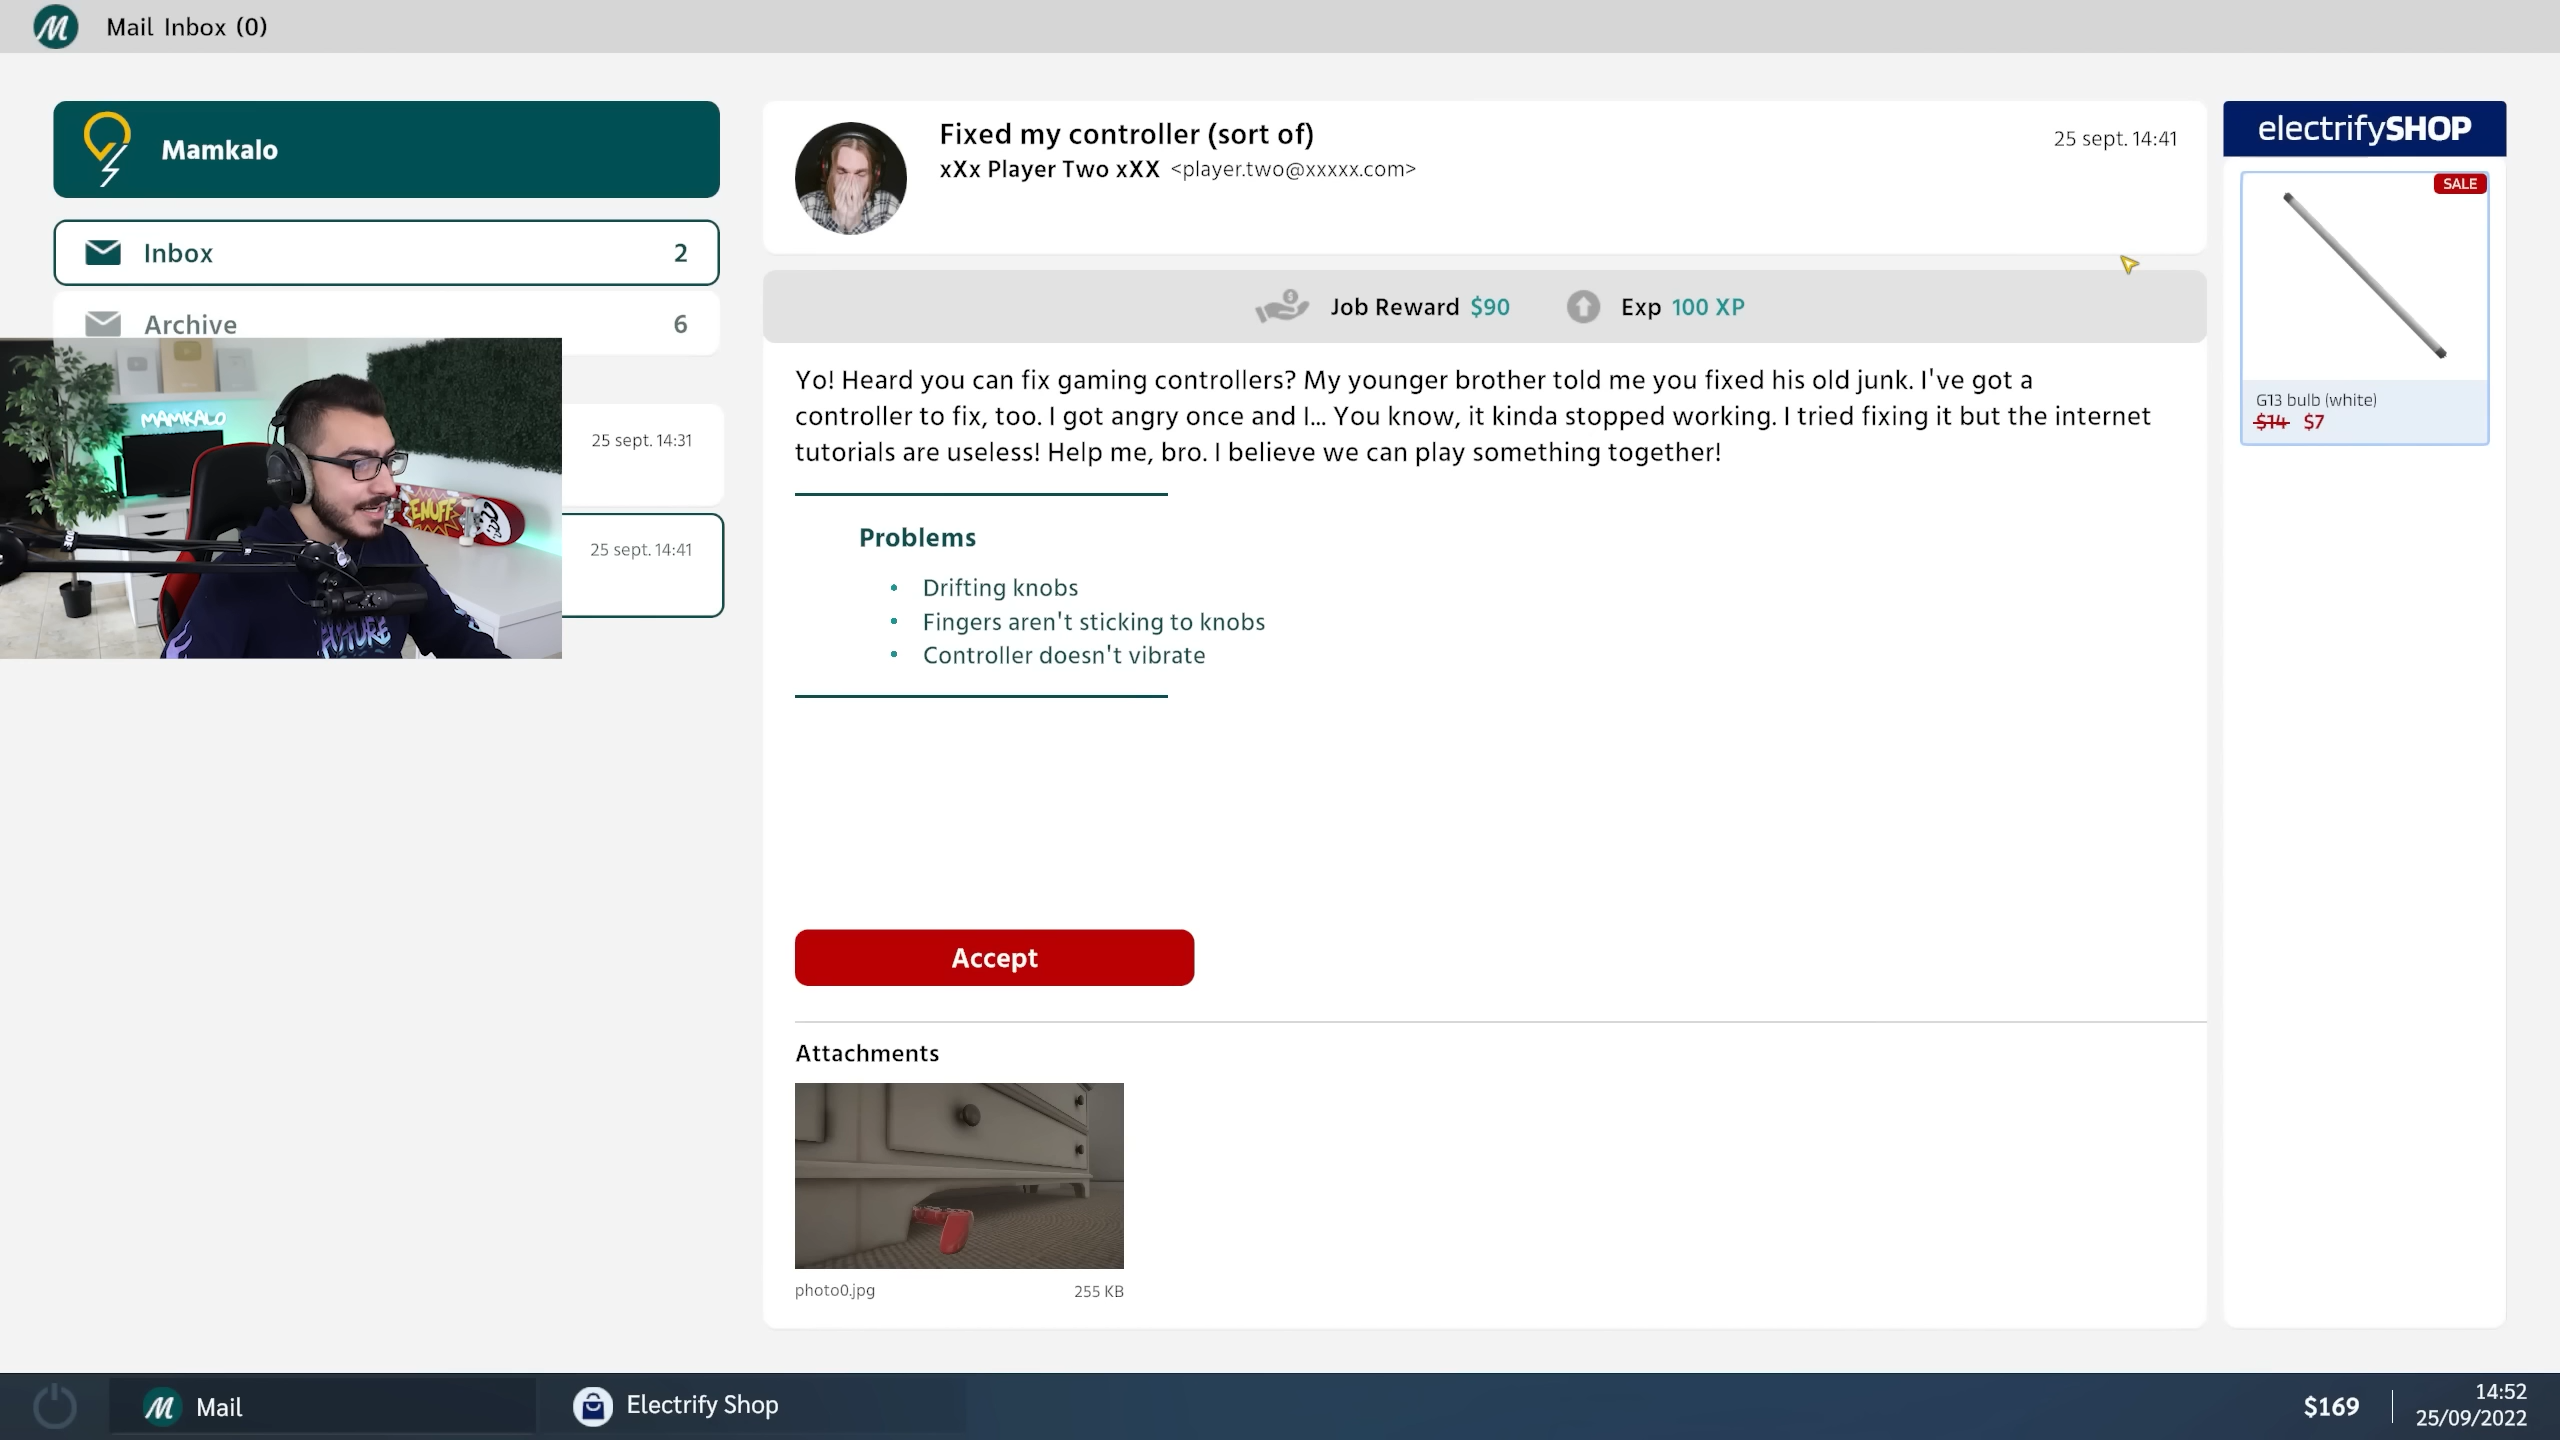 Mail Inbox (0)
Mamkalo
Inbox 2
Archive 6
25 sept. 14:31
25 sept. 14:41
MAMKALO
ENUFF
FUTURE
Fixed my controller (sort of)
25 sept. 14:41
xXx Player Two xXX <player.two@xxxxx.com>
Job Reward $90 Exp 100 XP
Yo! Heard you can fix gaming controllers? My younger brother told me you fixed his old junk. I've got a
controller to fix, too. I got angry once and I... You know, it kinda stopped working. I tried fixing it but the internet
tutorials are useless! Help me, bro. I believe we can play something together!
Problems
• Drifting knobs
• Fingers aren't sticking to knobs
• Controller doesn't vibrate
Accept
Attachments
photo0.jpg 255 KB
electrifySHOP
SALE
G13 bulb (white)
$14 $7
Mail
Electrify Shop
$169
14:52
25/09/2022